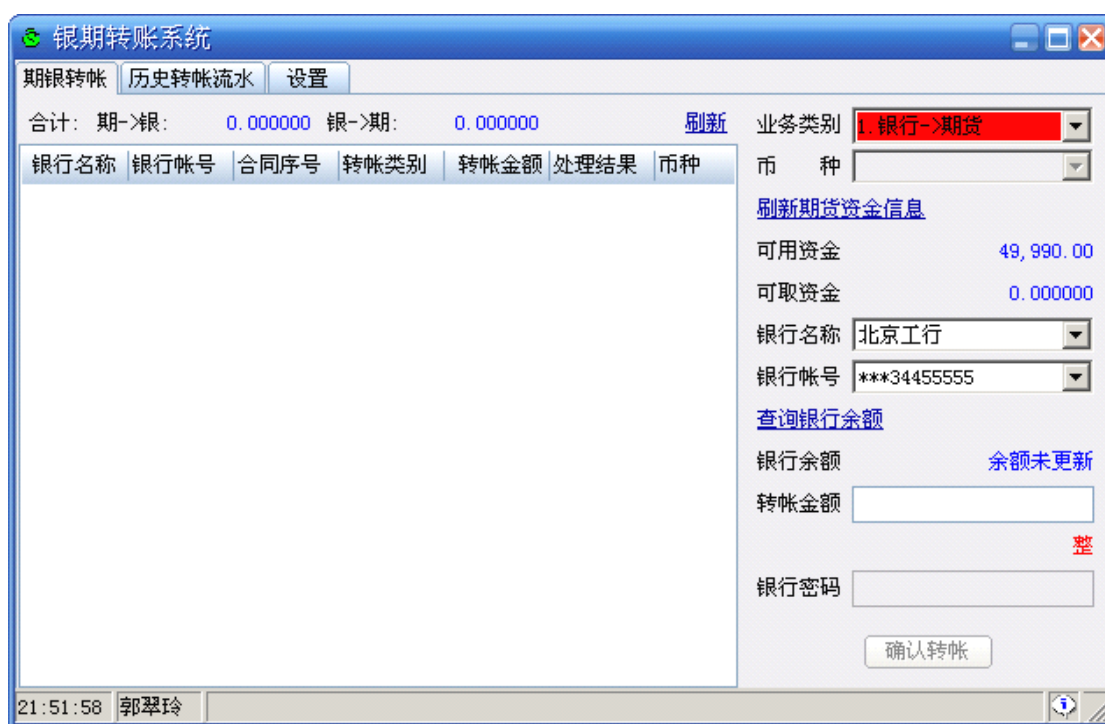 银期转账系统
期银转帐 历史转帐流水 设置
合计: 期->银: 0.000000 银->期: 0.000000 刷新
银行名称 银行帐号 合同序号 转帐类别 转帐金额 处理结果 币种
业务类别 1.银行->期货
币 种
刷新期货资金信息
可用资金 49,990.00
可取资金 0.000000
银行名称 北京工行
银行帐号 ***34455555
查询银行余额
银行余额 余额未更新
转帐金额
整
银行密码
确认转帐
21:51:58 郭翠玲